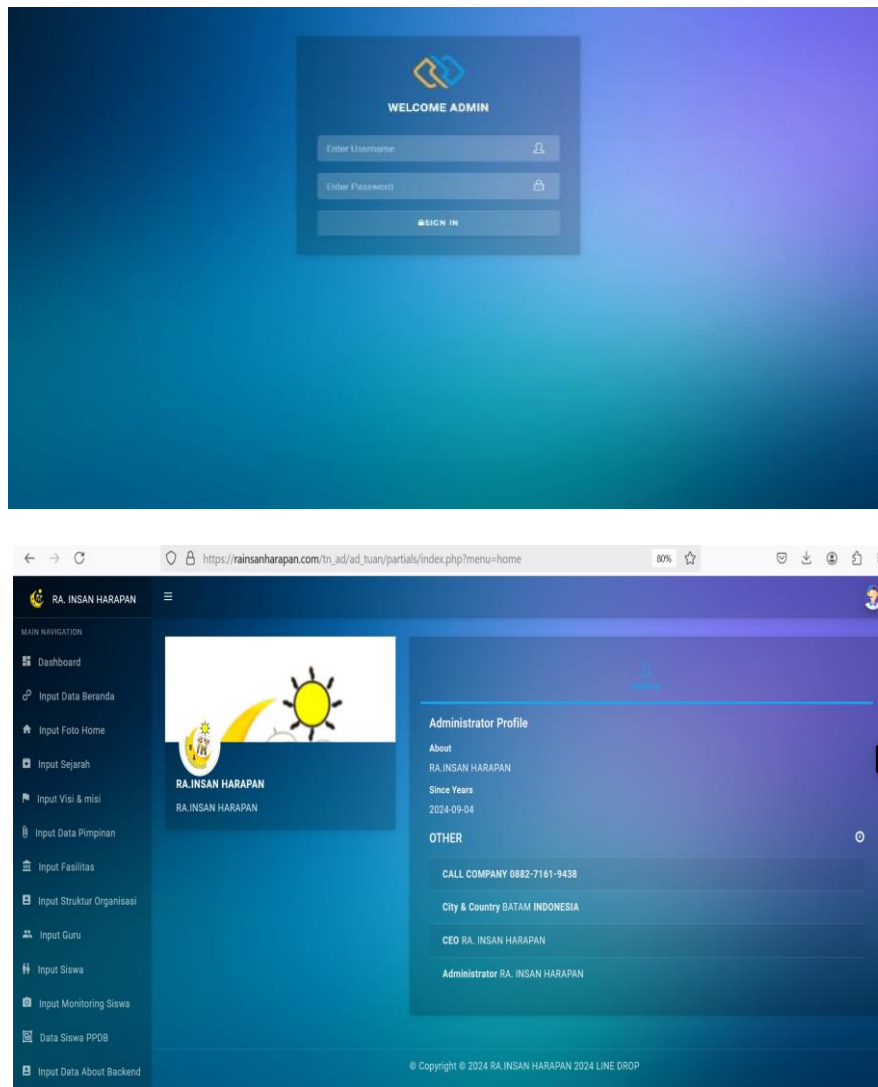 WELCOME ADMIN
Enter Username
Enter Password
SIGN IN
https://rainsanharapan.com/tn_ad/ad_tuan/partials/index.php?menu=home
80%
RA. INSAN HARAPAN
MAIN NAVIGATION
Dashboard
Input Data Beranda
Input Foto Home
Input Sejarah
Input Visi & misi
Input Data Pimpinan
Input Fasilitas
Input Struktur Organisasi
Input Guru
Input Siswa
Input Monitoring Siswa
Data Siswa PPDB
Input Data About Backend
RA.INSAN HARAPAN
RA.INSAN HARAPAN
PROFILE
Administrator Profile
About
RA.INSAN HARAPAN
Since Years
2024-09-04
OTHER
CALL COMPANY 0882-7161-9438
City & Country BATAM INDONESIA
CEO RA. INSAN HARAPAN
Administrator RA. INSAN HARAPAN
© Copyright © 2024 RA.INSAN HARAPAN 2024 LINE DROP